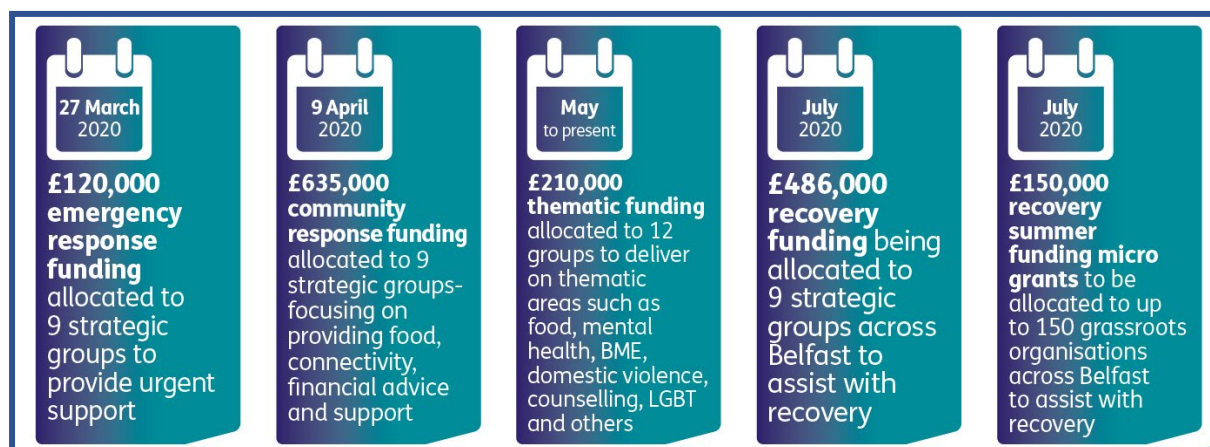 27 March
2020
£120,000
emergency
response
funding
allocated to
9 strategic
groups to
provide urgent
support
9 April
2020
£635,000
community
response funding
allocated to 9
strategic groups-
focusing on
providing food,
connectivity,
financial advice
and support
May
to present
£210,000
thematic funding
allocated to 12
groups to deliver
on thematic
areas such as
food, mental
health, BME,
domestic violence,
counselling, LGBT
and others
July
2020
£486,000
recovery
funding being
allocated to
9 strategic
groups across
Belfast to
assist with
recovery
July
2020
£150,000
recovery
summer
funding micro
grants to be
allocated to up
to 150 grassroots
organisations
across Belfast
to assist with
recovery